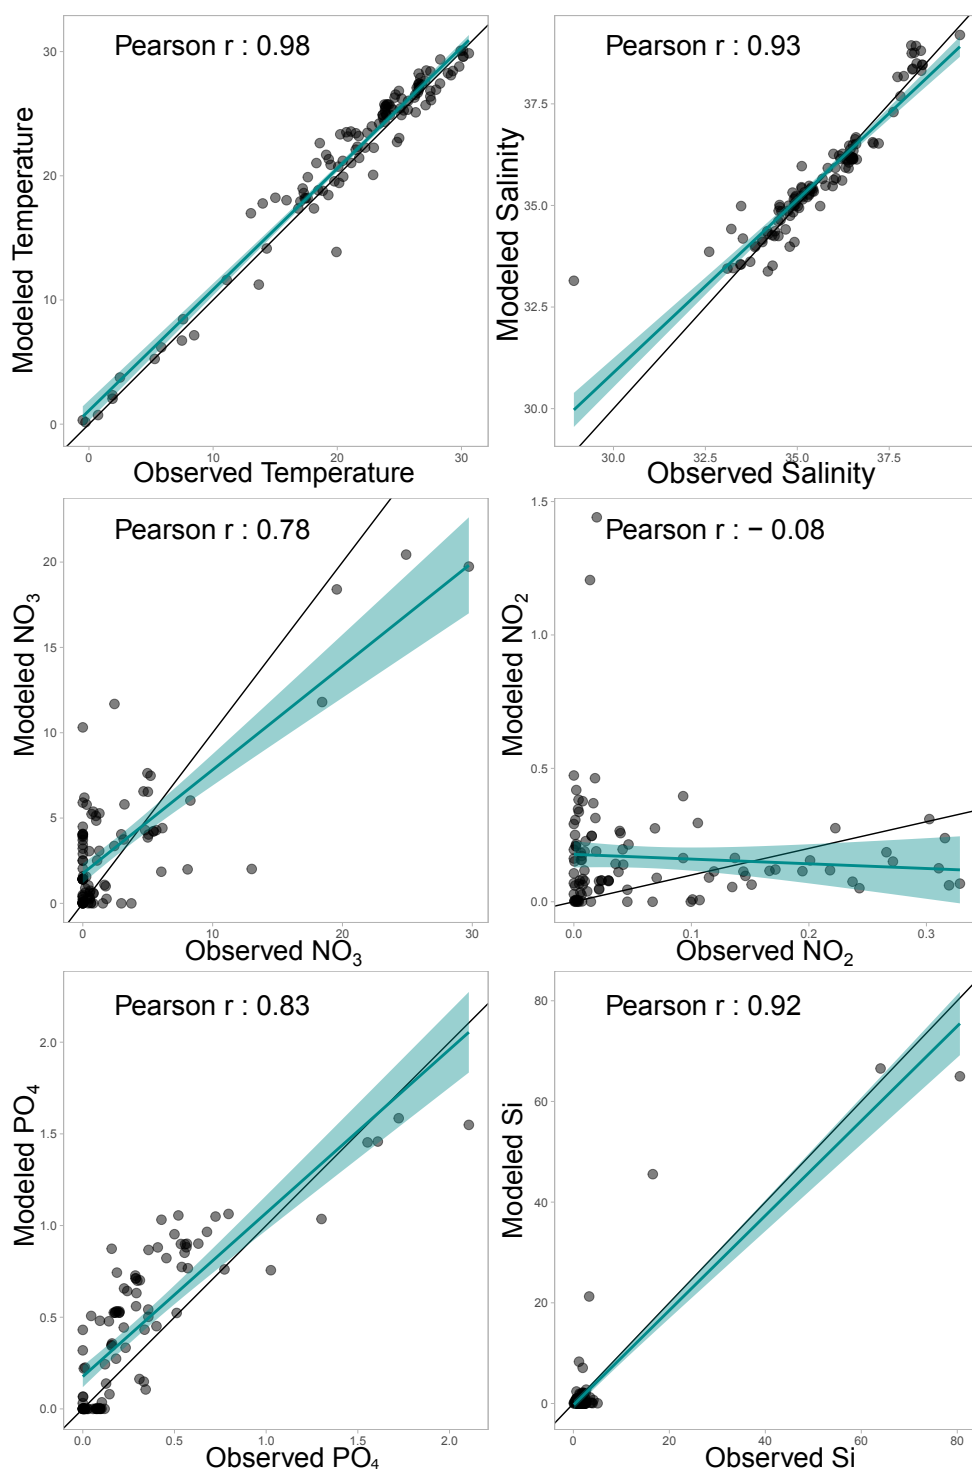 Pearson r : 0.98
Modeled Temperature
30
20
10
0
0
10
20
30
Observed Temperature
Pearson r : 0.93
Modeled Salinity
37.5
35.0
32.5
30.0
30.0
32.5
35.0
37.5
Observed Salinity
Pearson r : 0.78
Modeled NO₃
20
15
10
5
0
0
10
20
30
Observed NO₃
Pearson r : − 0.08
Modeled NO₂
1.5
1.0
0.5
0.0
0.0
0.1
0.2
0.3
Observed NO₂
Pearson r : 0.83
Modeled PO₄
2.0
1.5
1.0
0.5
0.0
0.0
0.5
1.0
1.5
2.0
Observed PO₄
Pearson r : 0.92
Modeled Si
80
60
40
20
0
0
20
40
60
80
Observed Si